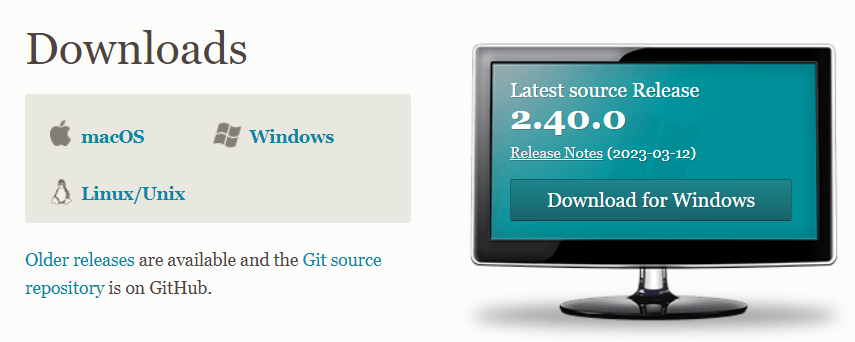 Downloads
macOS
Windows
Linux/Unix
Older releases are available and the Git source
repository is on GitHub.
Latest source Release
2.40.0
Release Notes (2023-03-12)
Download for Windows